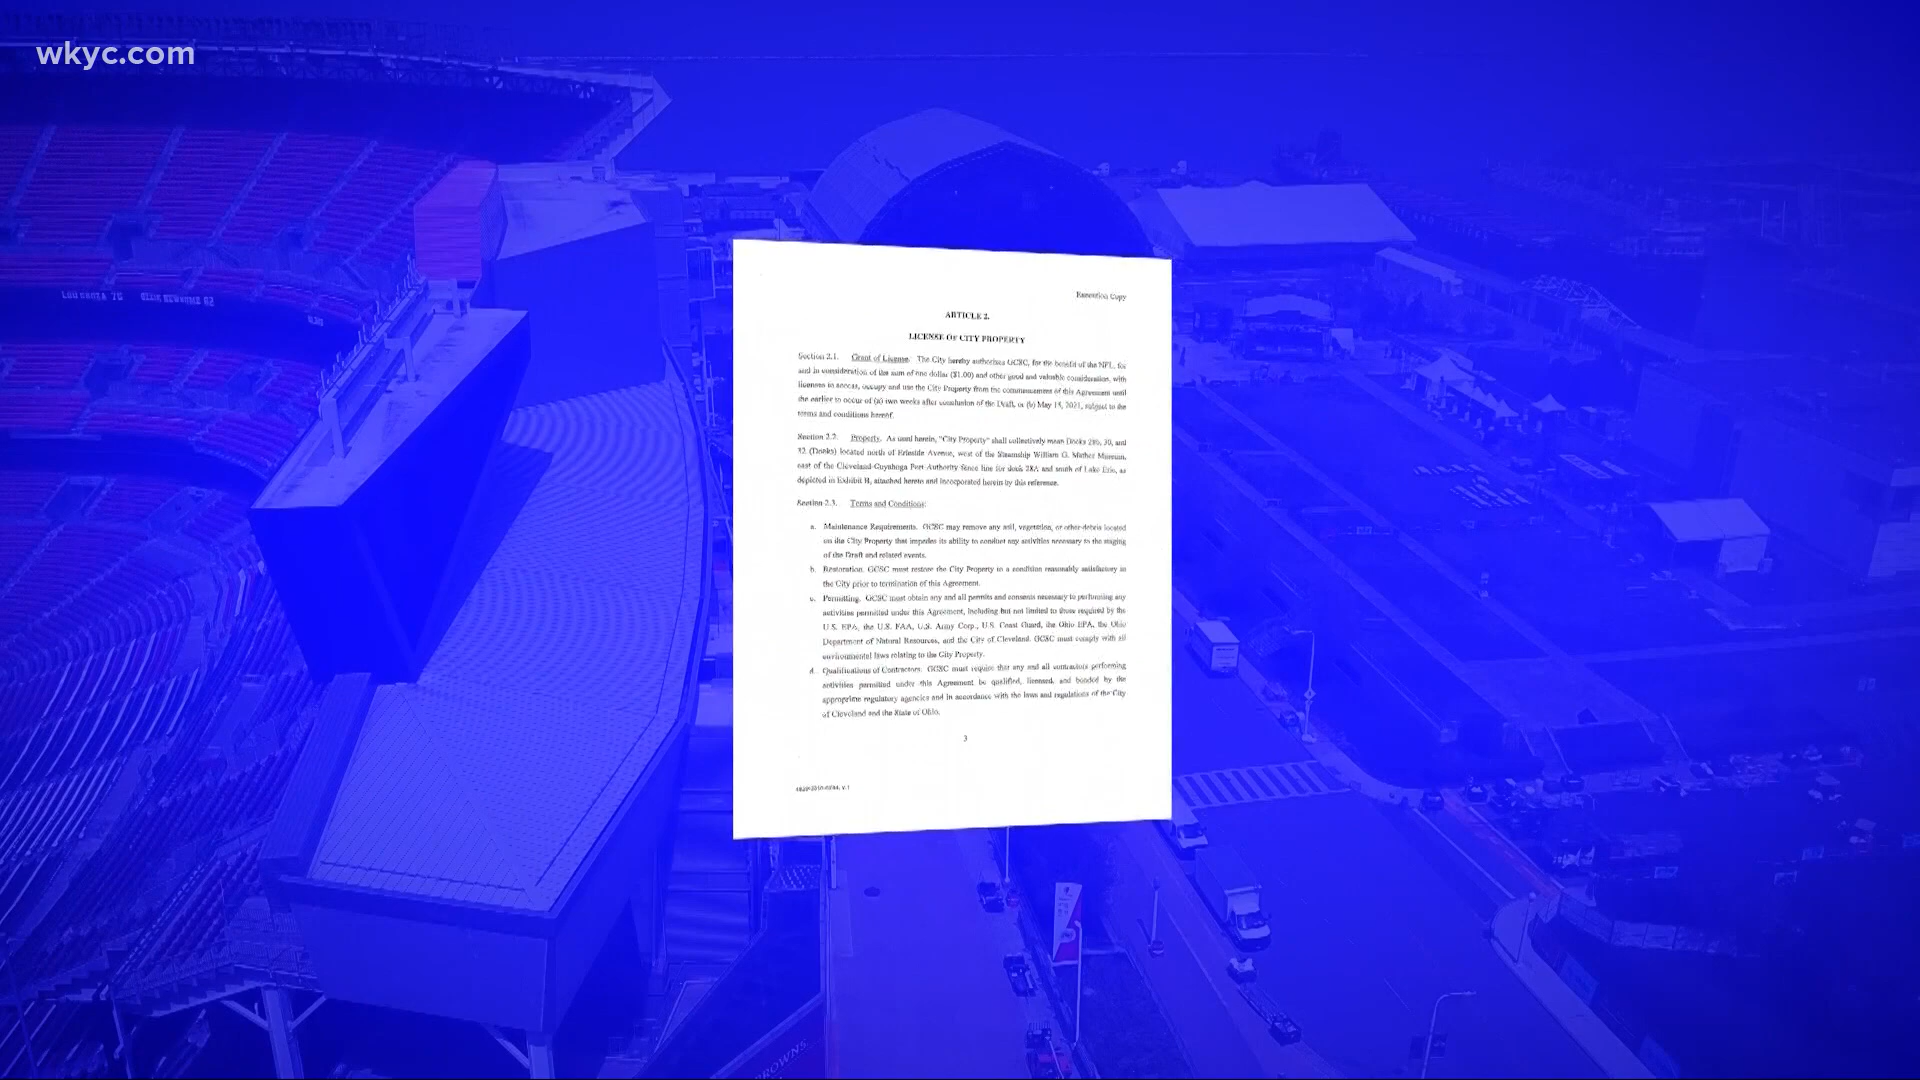 wkyc.com
Execution Copy
ARTICLE 2.
LICENSE OF CITY PROPERTY
Section 2.1. Grant of License. The City hereby authorizes GCSC, for the benefit of the NFL, for
and in consideration of the sum of one dollar ($1.00) and other good and valuable consideration, with
licenses to access, occupy and use the City Property from the commencement of this Agreement until
the earlier to occur of (a) two weeks after conclusion of the Draft, or (b) May 15, 2021, subject to the
terms and conditions hereof.
Section 2.2. Property. As used herein, "City Property" shall collectively mean Docks 28b, 30, and
32 (Docks) located north of Erieside Avenue, west of the Steamship William G. Mather Museum,
east of the Cleveland-Cuyahoga Port Authority fence line for dock 28A and south of Lake Erie, as
depicted in Exhibit B, attached hereto and incorporated herein by this reference.
Section 2.3. Terms and Conditions:
a. Maintenance Requirements. GCSC may remove any soil, vegetation, or other debris located
on the City Property that impedes its ability to conduct any activities necessary to the staging
of the Draft and related events.
b. Restoration. GCSC must restore the City Property to a condition reasonably satisfactory to
the City prior to termination of this Agreement.
c. Permitting. GCSC must obtain any and all permits and consents necessary to performing any
activities permitted under this Agreement, including but not limited to those required by the
U.S. EPA, the U.S. FAA, U.S. Army Corp., U.S. Coast Guard, the Ohio EPA, the Ohio
Department of Natural Resources, and the City of Cleveland. GCSC must comply with all
environmental laws relating to the City Property.
d. Qualifications of Contractors. GCSC must require that any and all contractors performing
activities permitted under this Agreement be qualified, licensed, and bonded by the
appropriate regulatory agencies and in accordance with the laws and regulations of the City
of Cleveland and the State of Ohio.
3
BROWNS